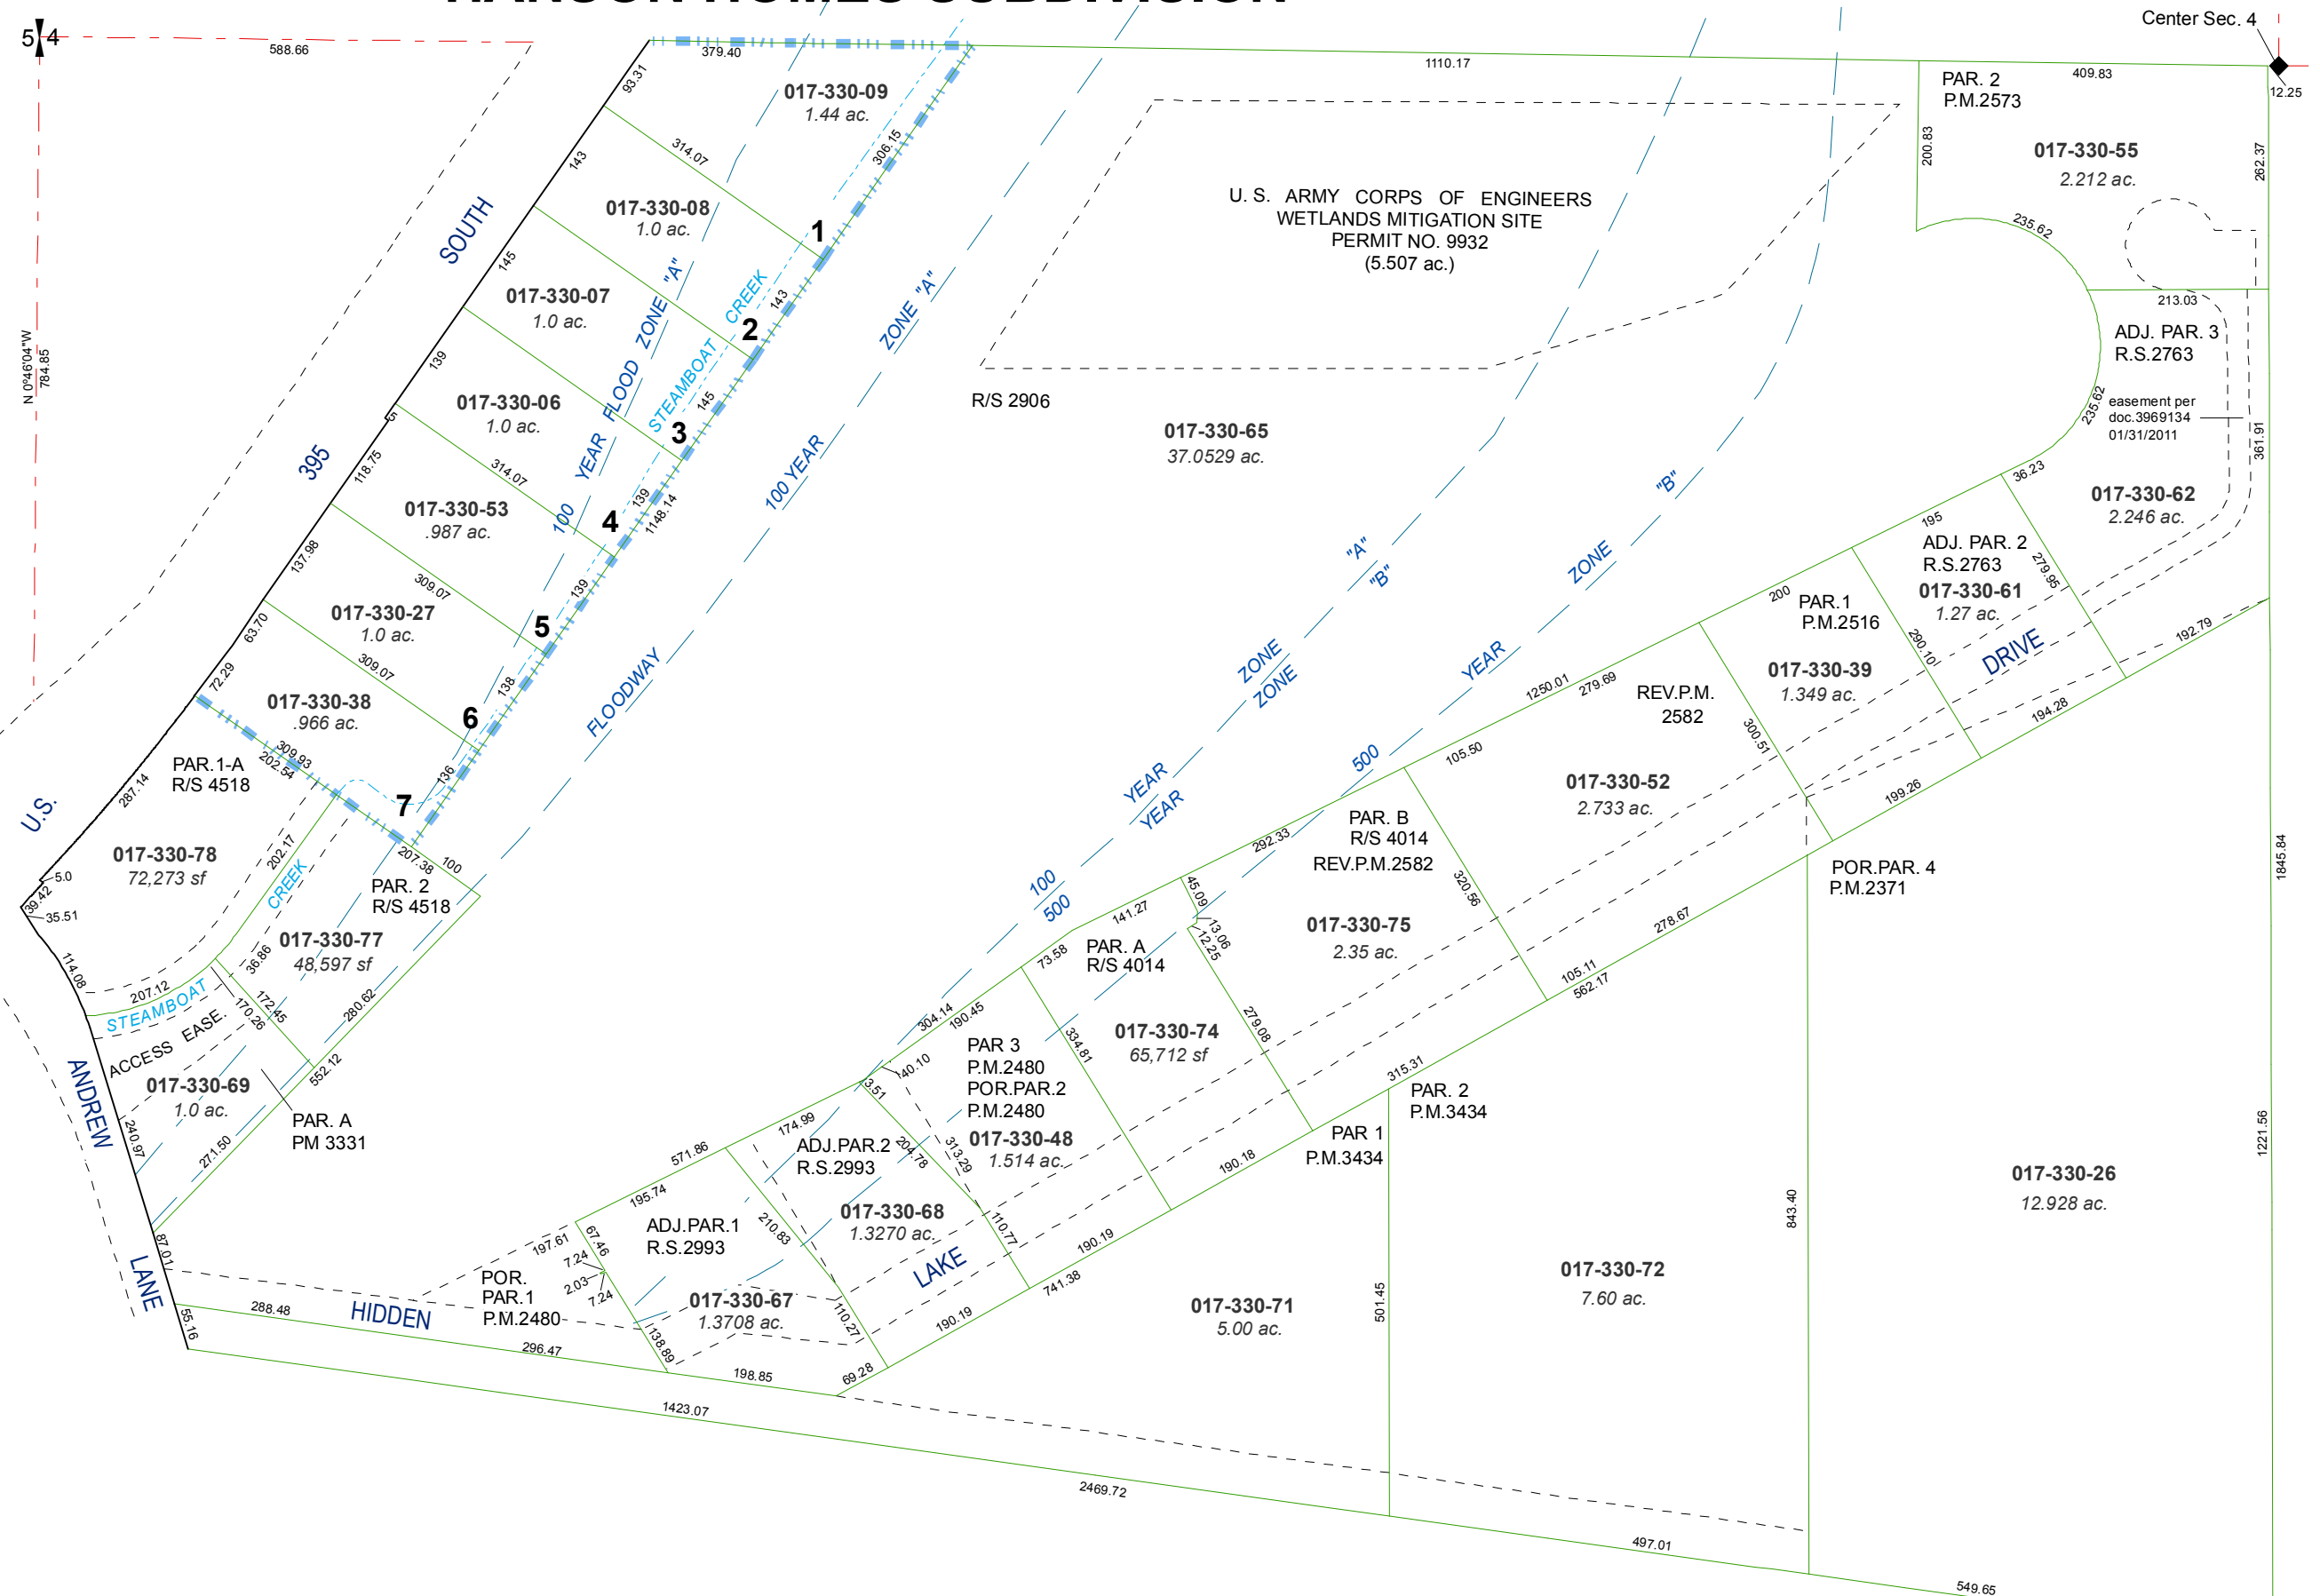 HANSON HOMES SUBDIVISION
5 4
588.66
N 0°46'04"W
784.85
Center Sec. 4
12.25
379.40
1110.17
409.83
93.31
017-330-09
1.44 ac.
306.15
314.07
143
017-330-08
1.0 ac.
1
145
017-330-07
1.0 ac.
143
2
139
017-330-06
1.0 ac.
145
3
5
118.75
314.07
017-330-53
.987 ac.
139
1148.14
4
137.98
309.07
017-330-27
1.0 ac.
139
5
63.70
309.07
72.29
017-330-38
.966 ac.
138
6
309.93
202.54
136
7
SOUTH
395
U.S.
100 YEAR FLOOD ZONE "A"
STEAMBOAT CREEK
100 YEAR ZONE "A"
FLOODWAY
U. S. ARMY CORPS OF ENGINEERS
WETLANDS MITIGATION SITE
PERMIT NO. 9932
(5.507 ac.)
R/S 2906
017-330-65
37.0529 ac.
PAR. 2
P.M.2573
200.83
017-330-55
2.212 ac.
262.37
235.62
213.03
ADJ. PAR. 3
R.S.2763
easement per
doc.3969134
01/31/2011
235.62
361.91
36.23
017-330-62
2.246 ac.
195
ADJ. PAR. 2
R.S.2763
017-330-61
1.27 ac.
279.95
192.79
200
PAR.1
P.M.2516
017-330-39
1.349 ac.
290.10
DRIVE
194.28
1250.01
279.69
REV.P.M.
2582
300.51
017-330-52
2.733 ac.
105.50
199.26
100 YEAR ZONE "A"
500 YEAR ZONE "B"
500 YEAR ZONE "B"
PAR. B
R/S 4014
REV.P.M.2582
292.33
320.56
017-330-75
2.35 ac.
45.09
13.06
12.25
141.27
73.58
PAR. A
R/S 4014
017-330-74
65,712 sf
279.08
334.81
304.14
190.45
40.10
3.51
PAR 3
P.M.2480
POR.PAR.2
P.M.2480
017-330-48
1.514 ac.
313.29
204.78
110.77
174.99
571.86
ADJ.PAR.2
R.S.2993
017-330-68
1.3270 ac.
195.74
210.83
ADJ.PAR.1
R.S.2993
67.46
197.61
7.24
2.03
7.24
POR.
PAR.1
P.M.2480
017-330-67
1.3708 ac.
138.89
110.27
LAKE
HIDDEN
PAR.1-A
R/S 4518
287.14
017-330-78
72,273 sf
202.17
CREEK
5.0
39.42
35.51
114.08
207.12
STEAMBOAT
207.38
100
PAR. 2
R/S 4518
017-330-77
48,597 sf
36.86
172.45
170.26
280.62
552.12
ACCESS EASE.
017-330-69
1.0 ac.
PAR. A
PM 3331
240.97
271.50
ANDREW
LANE
87.01
55.16
288.48
296.47
198.85
69.28
190.19
741.38
190.19
190.18
315.31
105.11
562.17
278.67
1423.07
2469.72
497.01
549.65
PAR 1
P.M.3434
PAR. 2
P.M.3434
POR.PAR. 4
P.M.2371
017-330-71
5.00 ac.
501.45
017-330-72
7.60 ac.
843.40
017-330-26
12.928 ac.
1221.56
1845.84